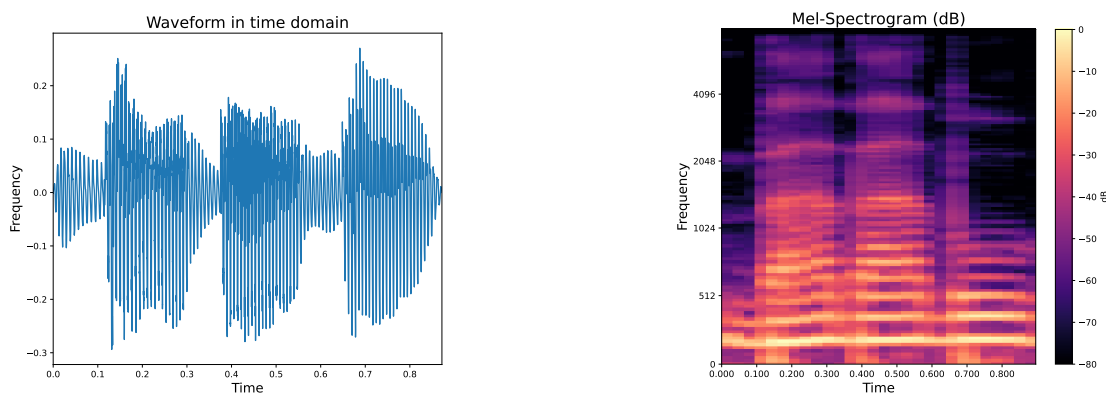 Waveform in time domain
Frequency
0.2
0.1
0.0
−0.1
−0.2
−0.3
0.0 0.1 0.2 0.3 0.4 0.5 0.6 0.7 0.8
Time
Mel-Spectrogram (dB)
Frequency
4096
2048
1024
512
0
0.000 0.100 0.200 0.300 0.400 0.500 0.600 0.700 0.800
Time
0
−10
−20
−30
−40
−50
−60
−70
−80
dB